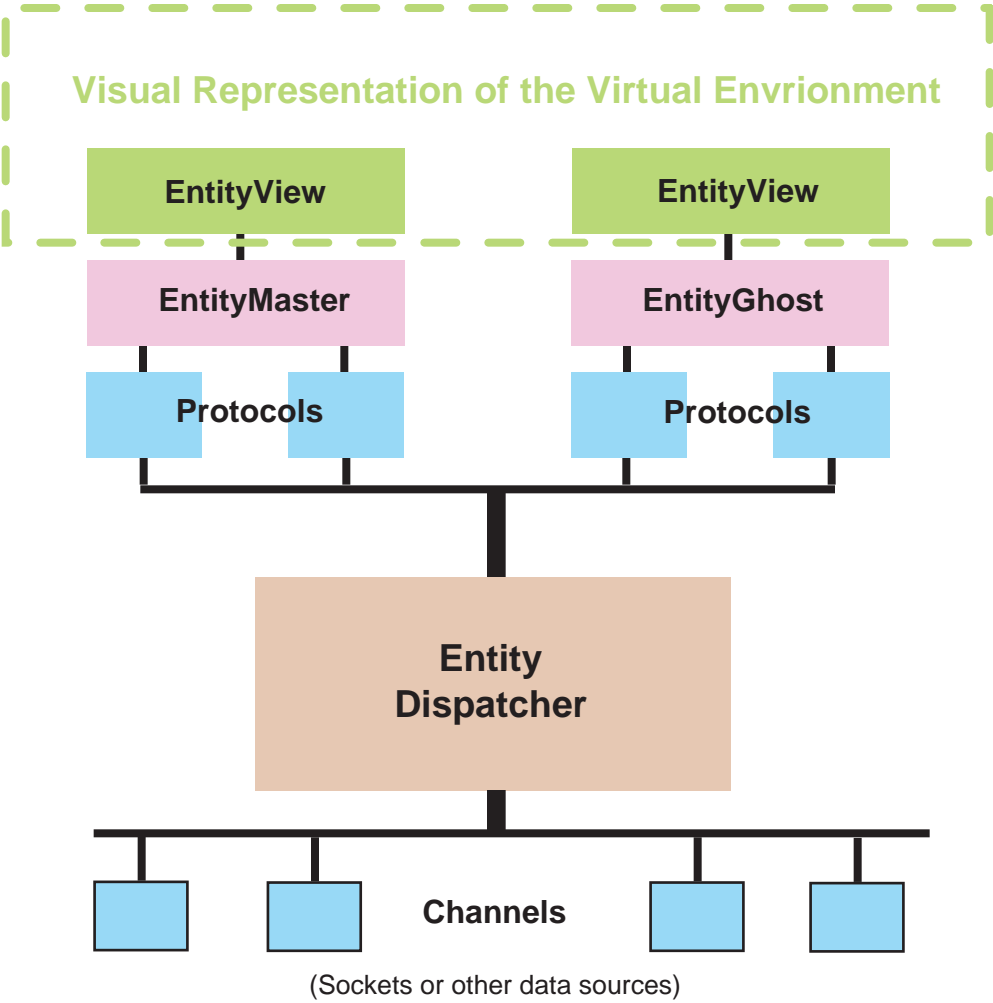 Visual Representation of the Virtual Envrionment
EntityView
EntityView
EntityMaster
EntityGhost
Protocols
Protocols
Entity
Dispatcher
Channels
(Sockets or other data sources)